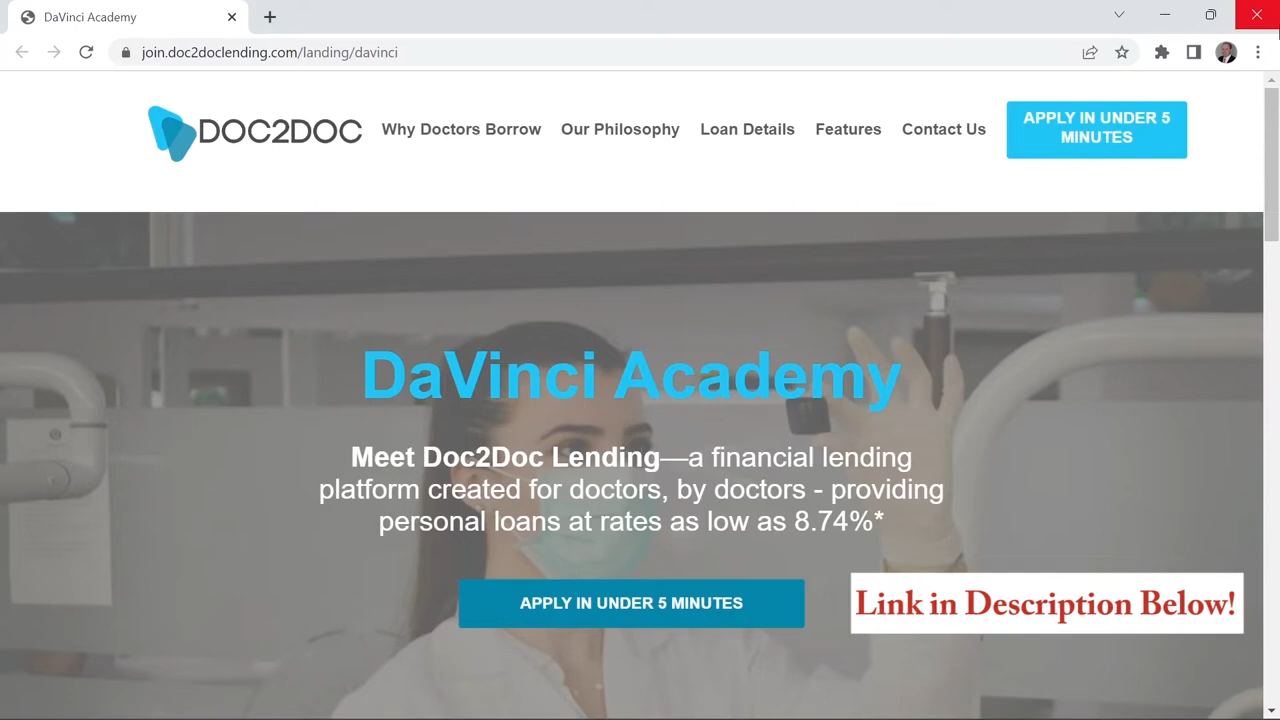 DaVinci Academy
join.doc2doclending.com/landing/davinci
DOC2DOC
Why Doctors Borrow
Our Philosophy
Loan Details
Features
Contact Us
APPLY IN UNDER 5
MINUTES
DaVinci Academy
Meet Doc2Doc Lending—a financial lending
platform created for doctors, by doctors - providing
personal loans at rates as low as 8.74%*
APPLY IN UNDER 5 MINUTES
Link in Description Below!